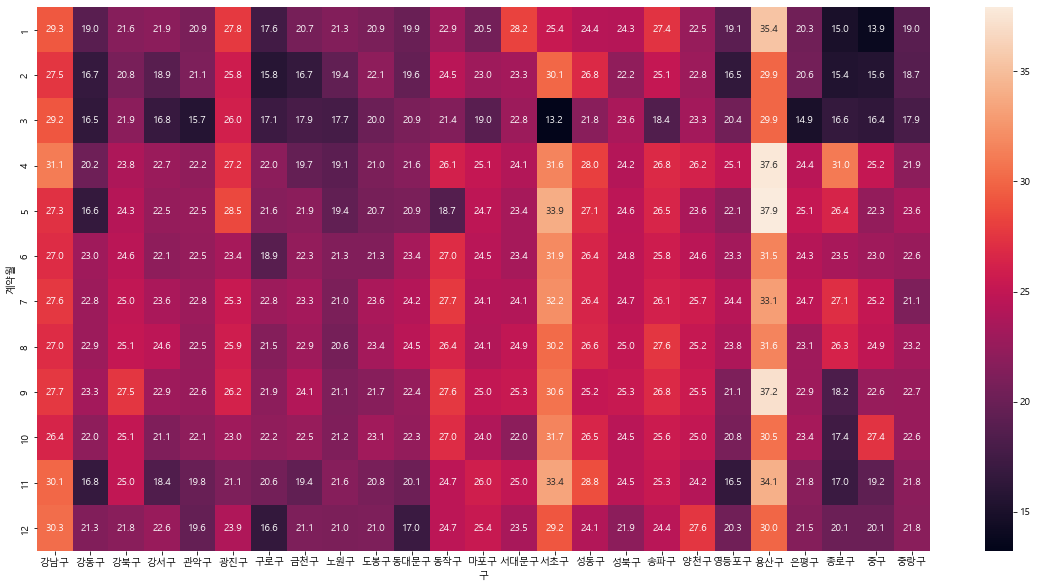 1 29.3 19.0 21.6 21.9 20.9 27.8 17.6 20.7 21.3 20.9 19.9 22.9 20.5 28.2 25.4 24.4 24.3 27.4 22.5 19.1 35.4 20.3 15.0 13.9 19.0
2 27.5 16.7 20.8 18.9 21.1 25.8 15.8 16.7 19.4 22.1 19.6 24.5 23.0 23.3 30.1 26.8 22.2 25.1 22.8 16.5 29.9 20.6 15.4 15.6 18.7
3 29.2 16.5 21.9 16.8 15.7 26.0 17.1 17.9 17.7 20.0 20.9 21.4 19.0 22.8 13.2 21.8 23.6 18.4 23.3 20.4 29.9 14.9 16.6 16.4 17.9
4 31.1 20.2 23.8 22.7 22.2 27.2 22.0 19.7 19.1 21.0 21.6 26.1 25.1 24.1 31.6 28.0 24.2 26.8 26.2 25.1 37.6 24.4 31.0 25.2 21.9
5 27.3 16.6 24.3 22.5 22.5 28.5 21.6 21.9 19.4 20.7 20.9 18.7 24.7 23.4 33.9 27.1 24.6 26.5 23.6 22.1 37.9 25.1 26.4 22.3 23.6
6 27.0 23.0 24.6 22.1 22.5 23.4 18.9 22.3 21.3 21.3 23.4 27.0 24.5 23.4 31.9 26.4 24.8 25.8 24.6 23.3 31.5 24.3 23.5 23.0 22.6
7 27.6 22.8 25.0 23.6 22.8 25.3 22.8 23.3 21.0 23.6 24.2 27.7 24.1 24.1 32.2 26.4 24.7 26.1 25.7 24.4 33.1 24.7 27.1 25.2 21.1
8 27.0 22.9 25.1 24.6 22.5 25.9 21.5 22.9 20.6 23.4 24.5 26.4 24.1 24.9 30.2 26.6 25.0 27.6 25.2 23.8 31.6 23.1 26.3 24.9 23.2
9 27.7 23.3 27.5 22.9 22.6 26.2 21.9 24.1 21.1 21.7 22.4 27.6 25.0 25.3 30.6 25.2 25.3 26.8 25.5 21.1 37.2 22.9 18.2 22.6 22.7
10 26.4 22.0 25.1 21.1 22.1 23.0 22.2 22.5 21.2 23.1 22.3 27.0 24.8 22.0 31.7 26.5 24.5 25.6 25.0 20.8 30.5 23.4 17.4 27.4 22.6
11 30.1 16.8 25.0 18.4 19.8 21.1 20.6 19.4 21.6 20.8 20.1 24.7 26.0 25.0 33.4 28.8 24.5 25.3 24.2 16.5 34.1 21.8 17.0 19.2 21.8
12 30.3 21.3 21.8 22.6 19.6 23.9 16.6 21.1 21.0 21.0 17.0 24.7 25.4 23.5 29.2 24.1 21.9 24.4 27.6 20.3 30.0 21.5 20.1 20.1 21.8
계약월
강남구 강동구 강북구 강서구 관악구 광진구 구로구 금천구 노원구 도봉구 동대문구 동작구 마포구 서대문구 서초구 성동구 성북구 송파구 양천구 영등포구 용산구 은평구 종로구 중구 중랑구
구
35
30
25
20
15